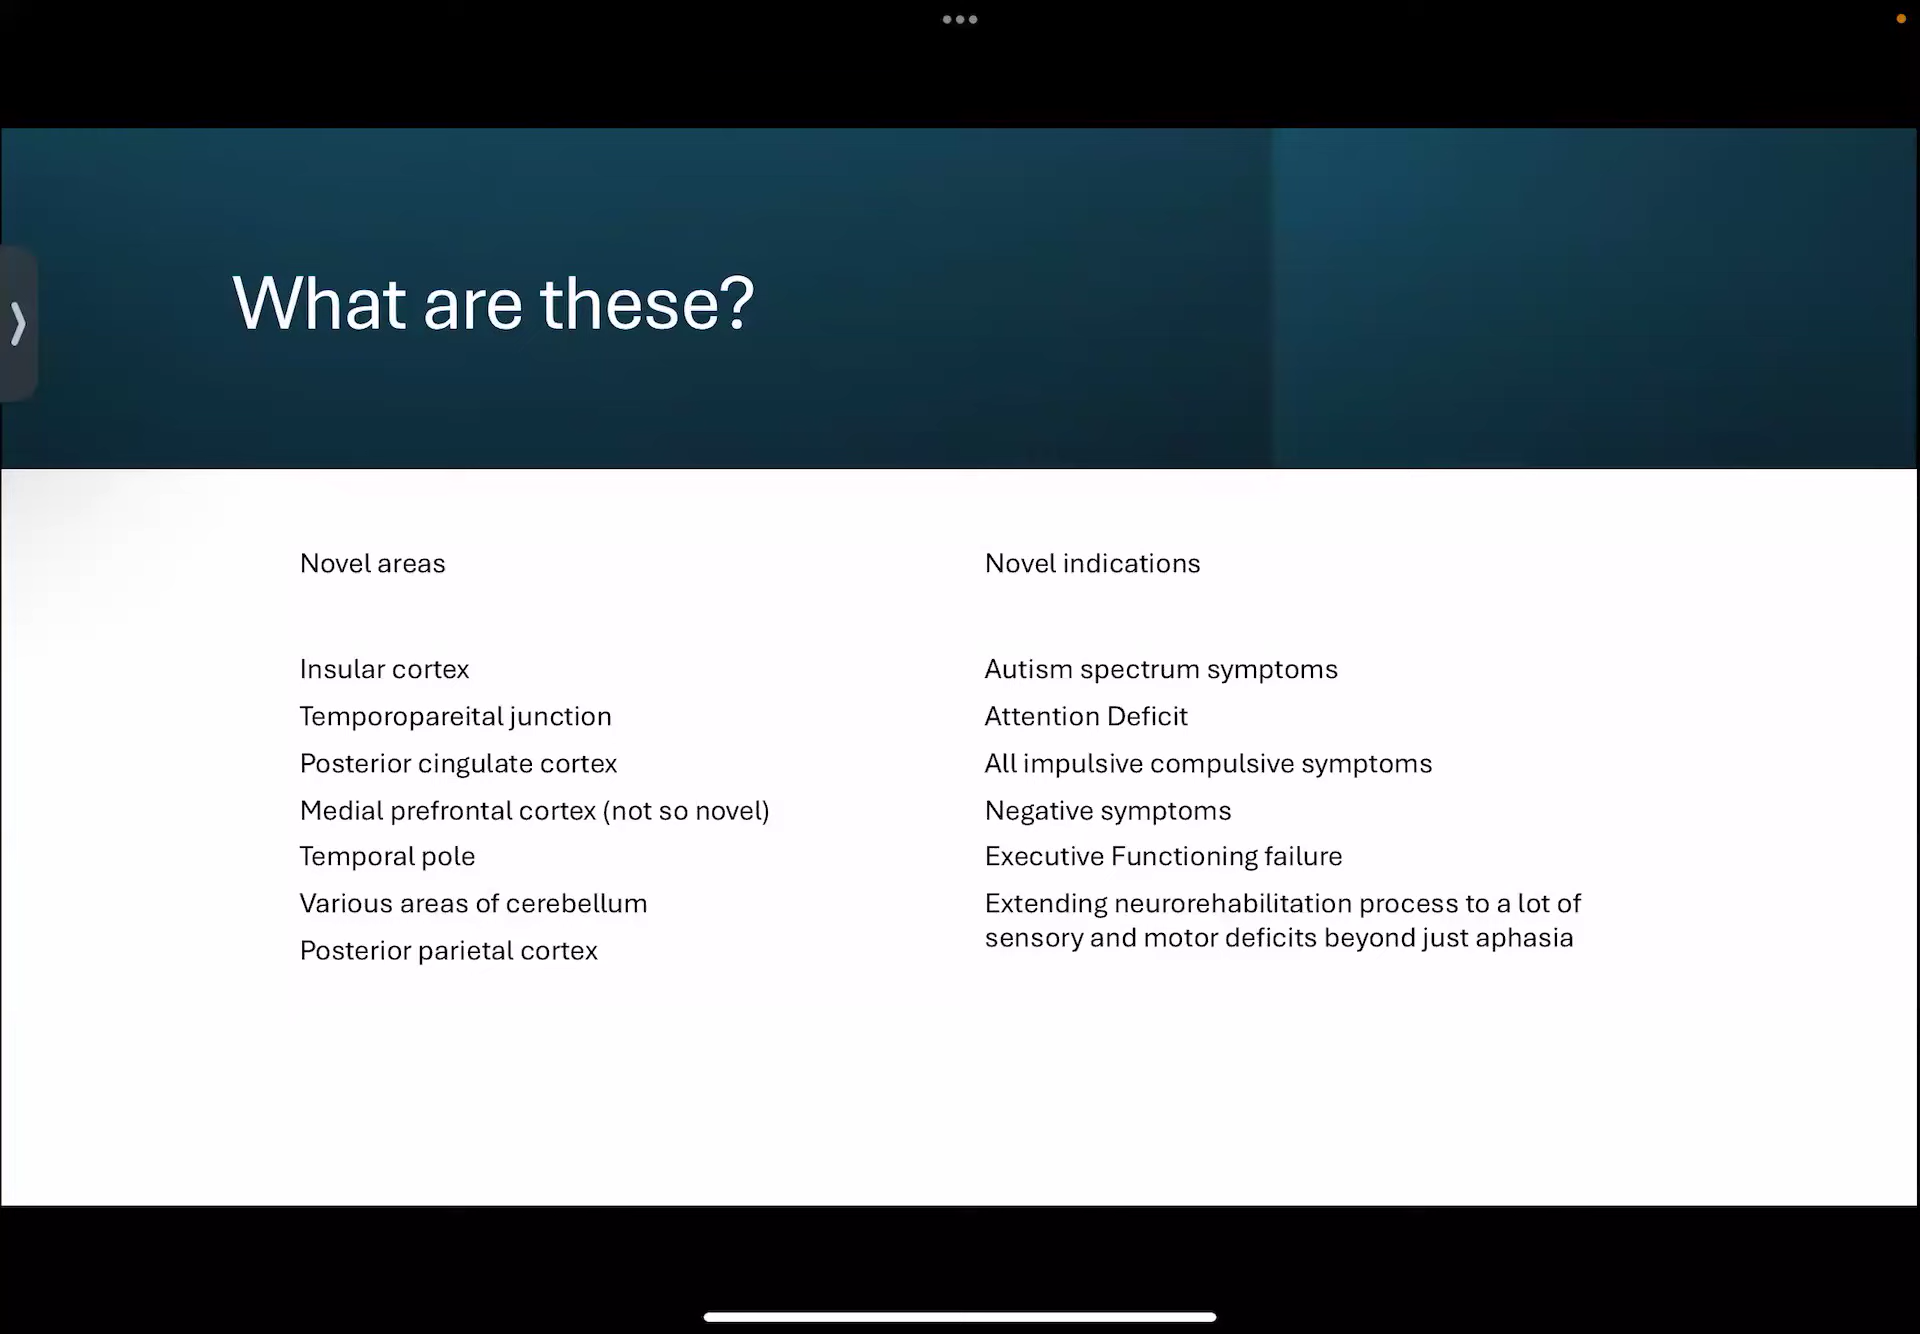 What are these?
Novel areas
Insular cortex
Temporopareital junction
Posterior cingulate cortex
Medial prefrontal cortex (not so novel)
Temporal pole
Various areas of cerebellum
Posterior parietal cortex
Novel indications
Autism spectrum symptoms
Attention Deficit
All impulsive compulsive symptoms
Negative symptoms
Executive Functioning failure
Extending neurorehabilitation process to a lot of
sensory and motor deficits beyond just aphasia